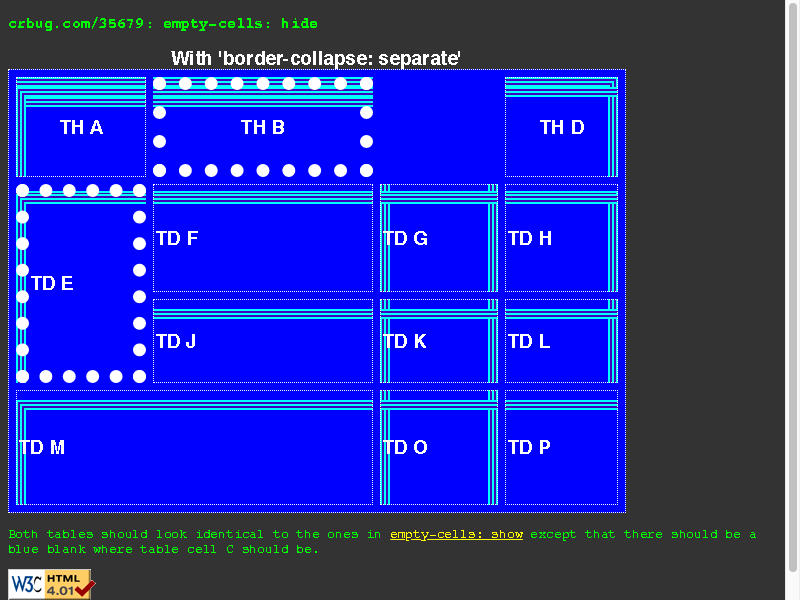 crbug.com/35679: empty-cells: hide
With 'border-collapse: separate'
TH A
TH B
TH D
TD E
TD F
TD G
TD H
TD J
TD K
TD L
TD M
TD O
TD P
Both tables should look identical to the ones in empty-cells: show except that there should be a
blue blank where table cell C should be.
W3C HTML
4.01